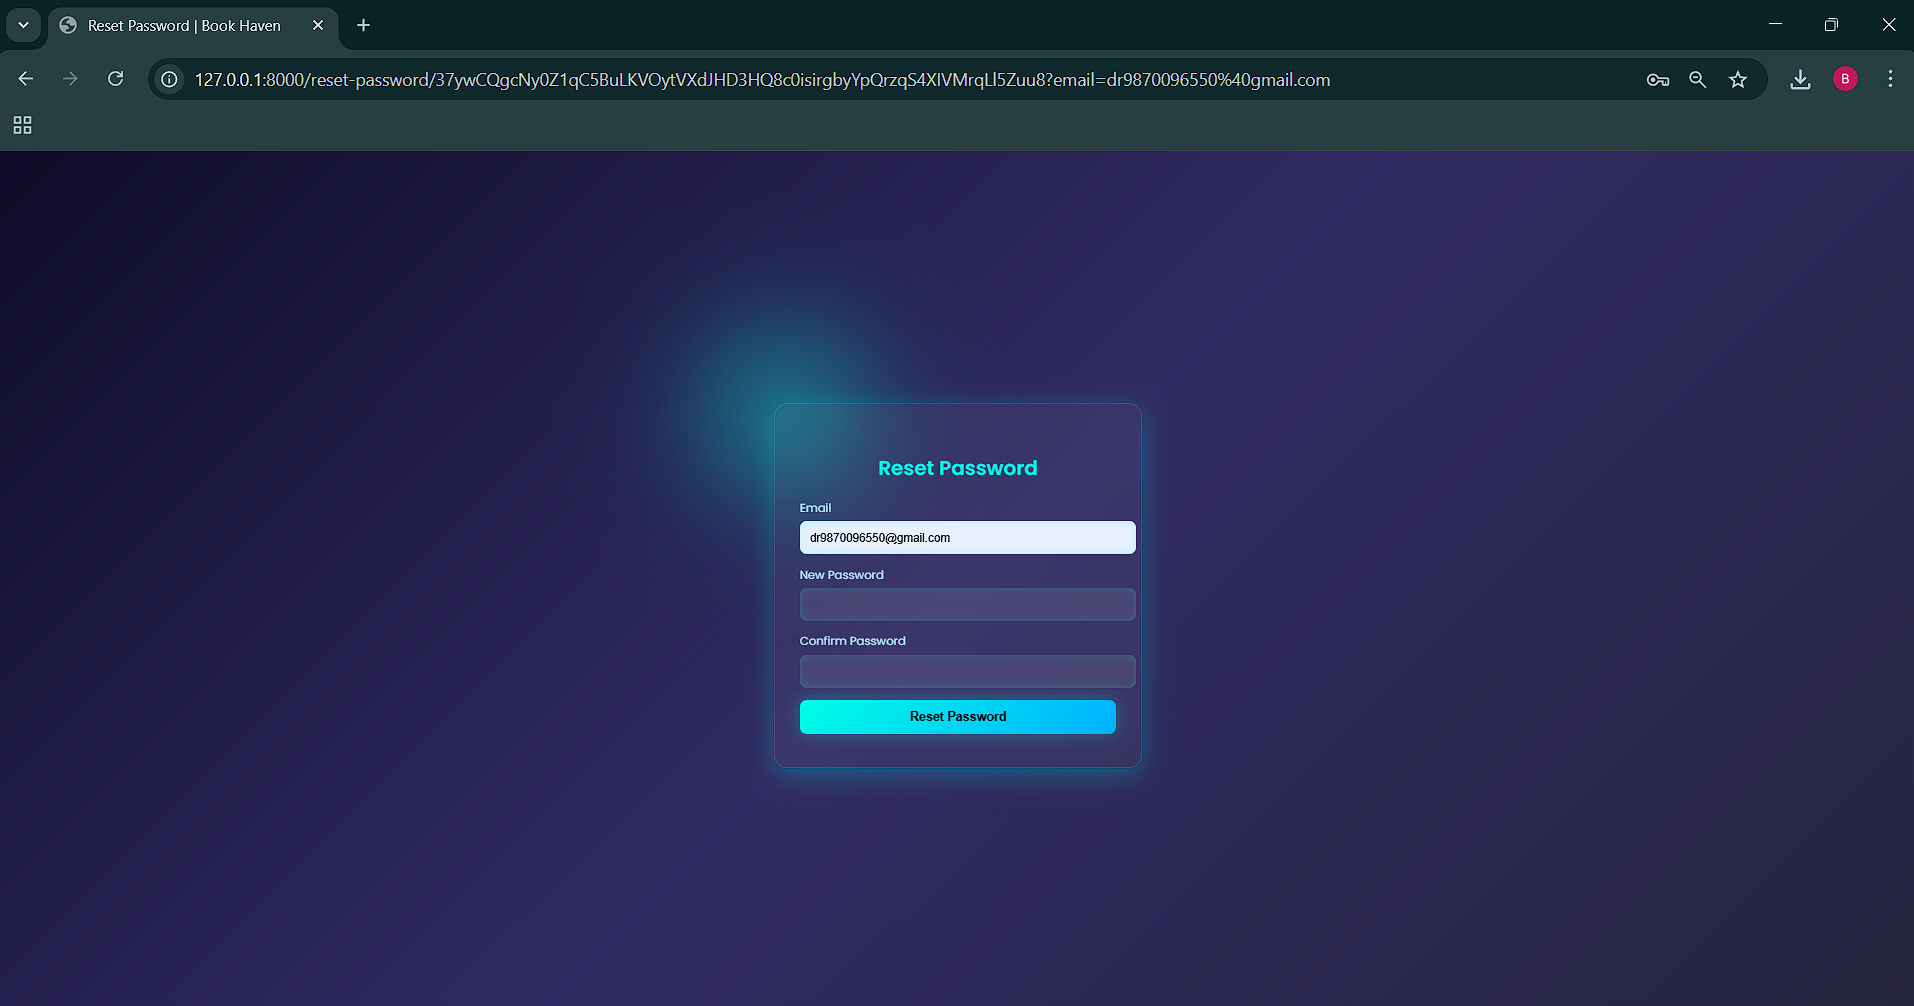 Reset Password | Book Haven
127.0.0.1:8000/reset-password/37ywCQgcNy0Z1qC5BuLKVOytVXdJHD3HQ8c0isirgbyYpQrzqS4XlVMrqLl5Zuu8?email=dr9870096550%40gmail.com
B
Reset Password
Email
dr9870096550@gmail.com
New Password
Confirm Password
Reset Password